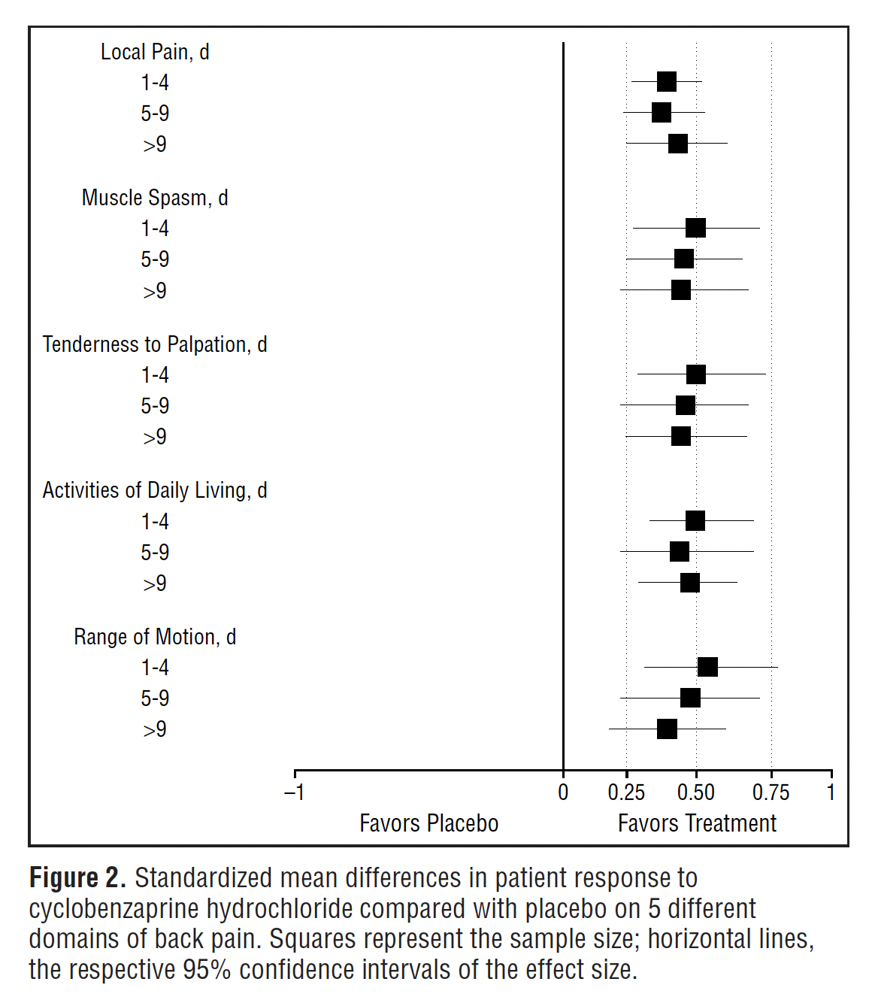 Local Pain, d
1-4
5-9
>9
Muscle Spasm, d
1-4
5-9
>9
Tenderness to Palpation, d
1-4
5-9
>9
Activities of Daily Living, d
1-4
5-9
>9
Range of Motion, d
1-4
5-9
>9
–1 0 0.25 0.50 0.75 1
Favors Placebo Favors Treatment
Figure 2. Standardized mean differences in patient response to
cyclobenzaprine hydrochloride compared with placebo on 5 different
domains of back pain. Squares represent the sample size; horizontal lines,
the respective 95% confidence intervals of the effect size.